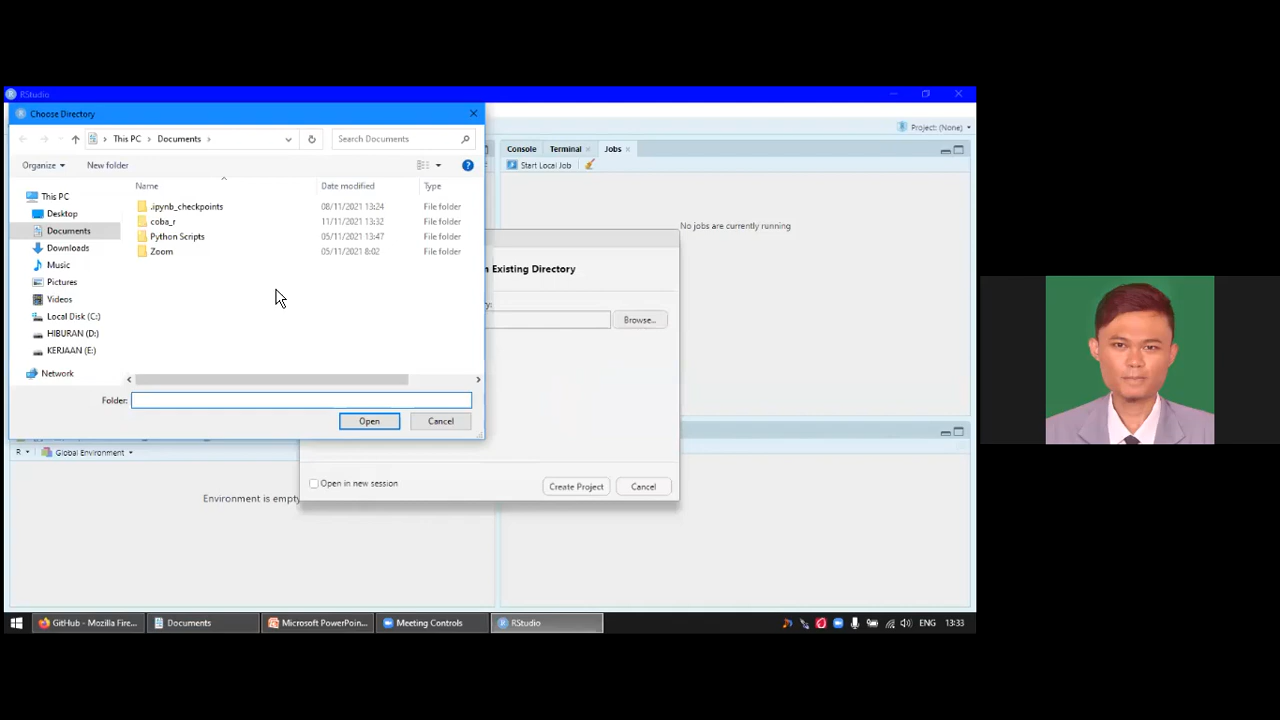 RStudio
Choose Directory
This PC > Documents >
Search Documents
Organize
New folder
Name
Date modified
Type
This PC
Desktop
Documents
Downloads
Music
Pictures
Videos
Local Disk (C:)
HIBURAN (D:)
KERJAAN (E:)
Network
.ipynb_checkpoints 08/11/2021 13:24 File folder
coba_r 11/11/2021 13:32 File folder
Python Scripts 05/11/2021 13:47 File folder
Zoom 05/11/2021 8:02 File folder
Folder:
Open
Cancel
Project: (None)
Console
Terminal
Jobs
Start Local Job
No jobs are currently running
Existing Directory
Browse...
R
Global Environment
Environment is empty
Open in new session
Create Project
Cancel
GitHub - Mozilla Fire...
Documents
Microsoft PowerPoin...
Meeting Controls
RStudio
ENG
13:33